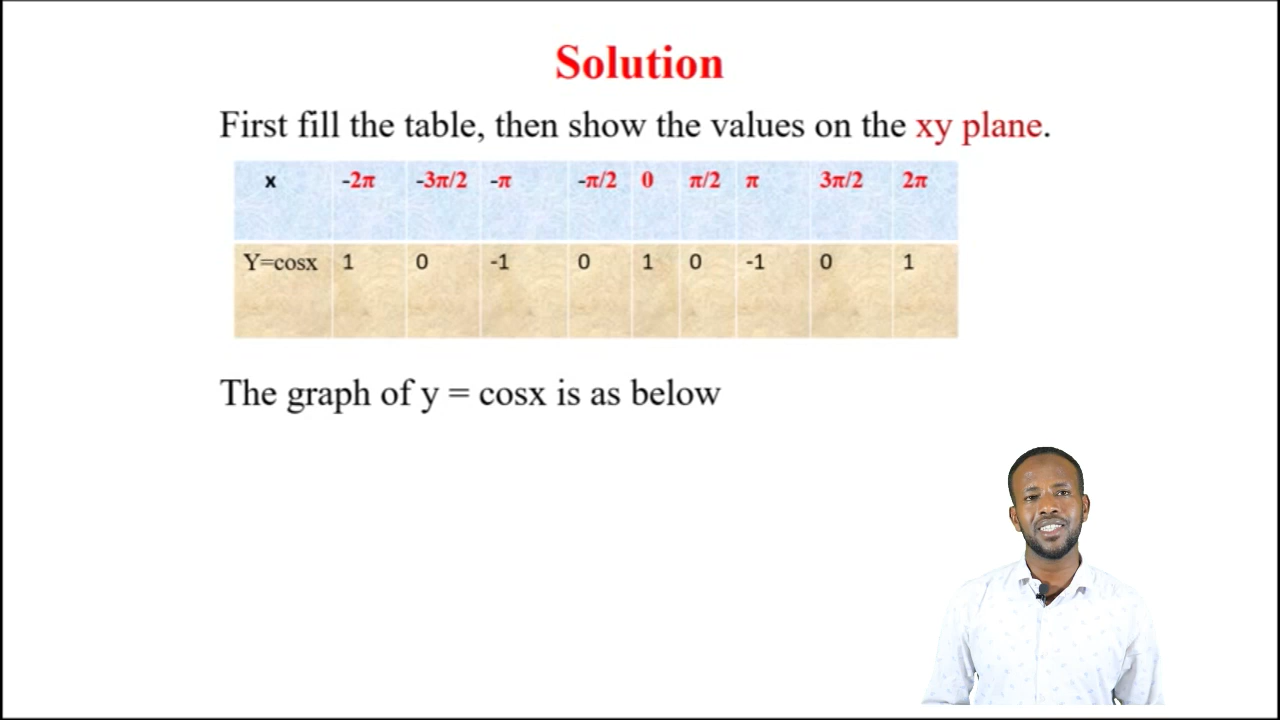 Solution
First fill the table, then show the values on the xy plane.
x -2π -3π/2 -π -π/2 0 π/2 π 3π/2 2π
Y=cosx 1 0 -1 0 1 0 -1 0 1
The graph of y = cosx is as below